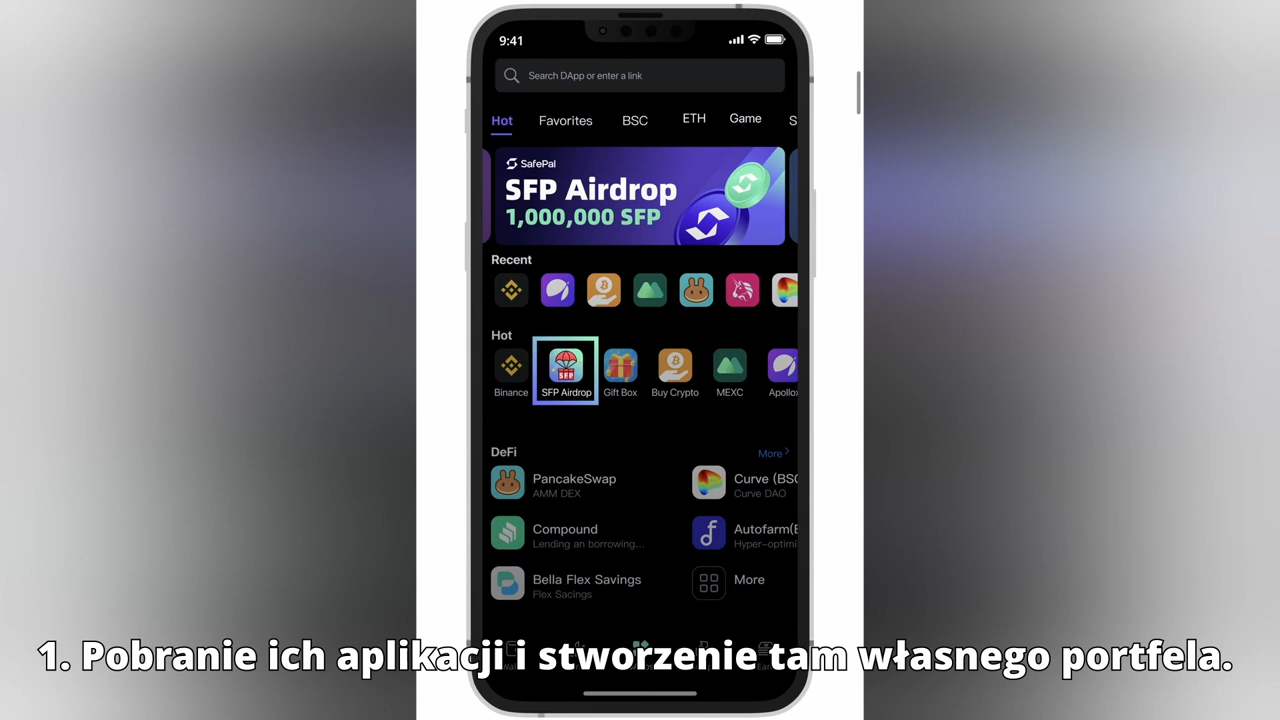 9:41
Search DApp or enter a link
Hot Favorites BSC ETH Game S
SafePal
SFP Airdrop
1,000,000 SFP
Recent
Hot
SFP
Binance SFP Airdrop Gift Box Buy Crypto MEXC Apollox
DeFi More
PancakeSwap Curve (BSC
AMM DEX Curve DAO
Compound Autofarm(B
Lending an borrowing... Hyper-optimi
Bella Flex Savings More
Flex Sacings
1. Pobranie ich aplikacji i stworzenie tam własnego portfela.